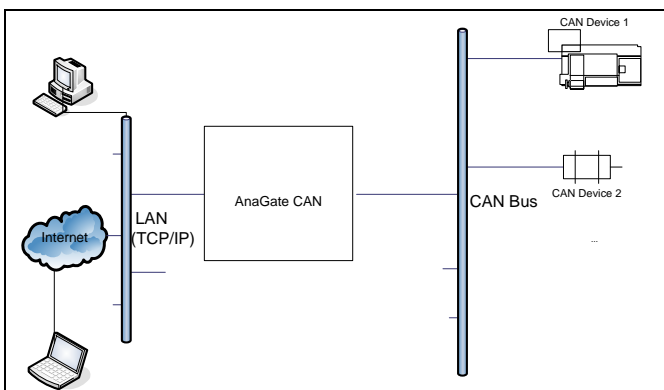 CAN Device 1
AnaGate CAN
LAN
(TCP/IP)
Internet
CAN Bus
CAN Device 2
...